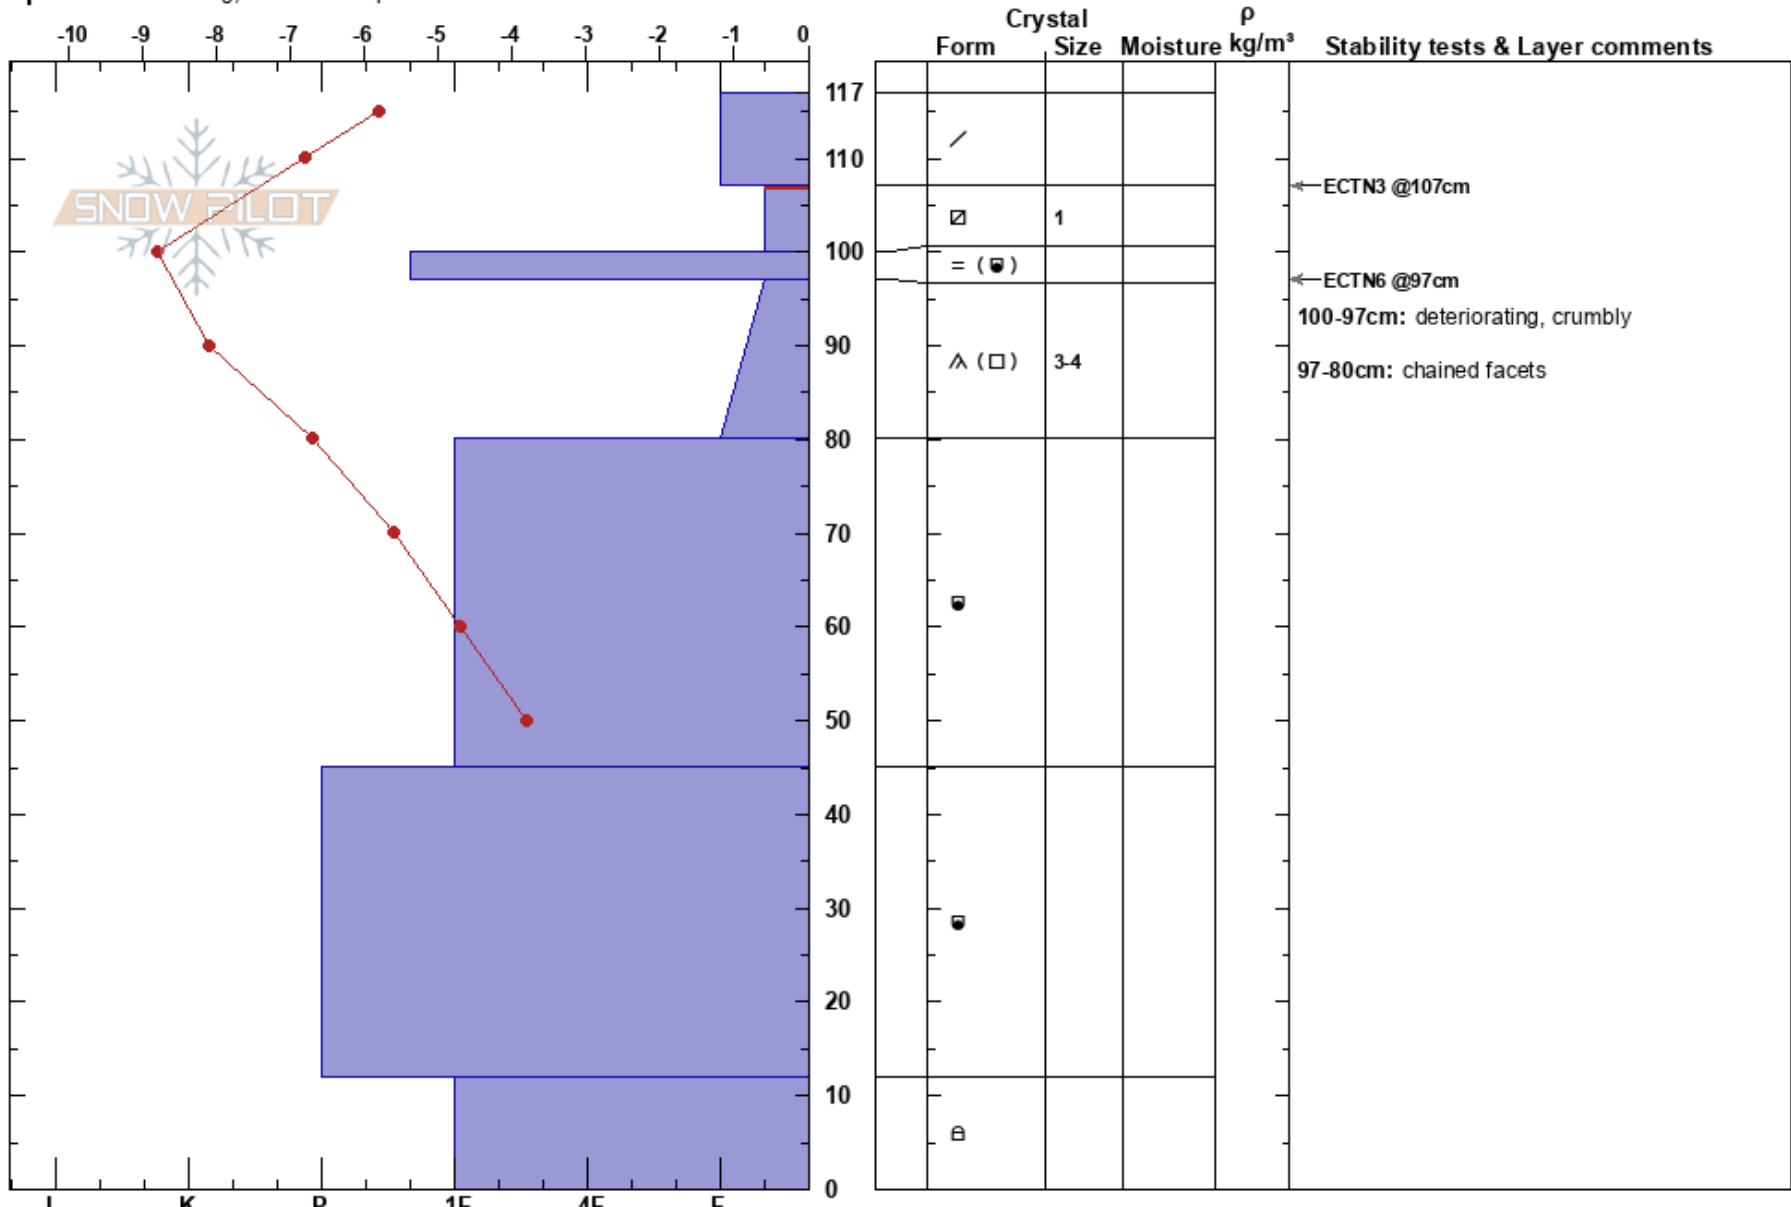 Crystal ρ
-10 -9 -8 -7 -6 -5 -4 -3 -2 -1 0 Form Size Moisture kg/m³ Stability tests & Layer comments
117
110
ECTN3 @107cm
SNOW PILOT
1
100
= ( )
ECTN6 @97cm
100-97cm: deteriorating, crumbly
90
( ) 3-4
97-80cm: chained facets
80
70
60
50
40
30
20
10
0
I K P 1F 4F F